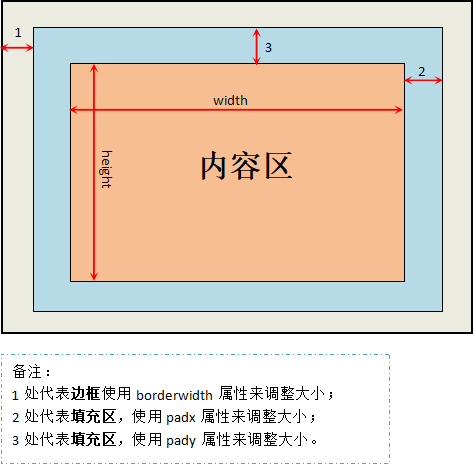 1
3
2
width
height
内容区
备注：
1 处代表边框使用 borderwidth 属性来调整大小；
2 处代表填充区，使用 padx 属性来调整大小；
3 处代表填充区，使用 pady 属性来调整大小。